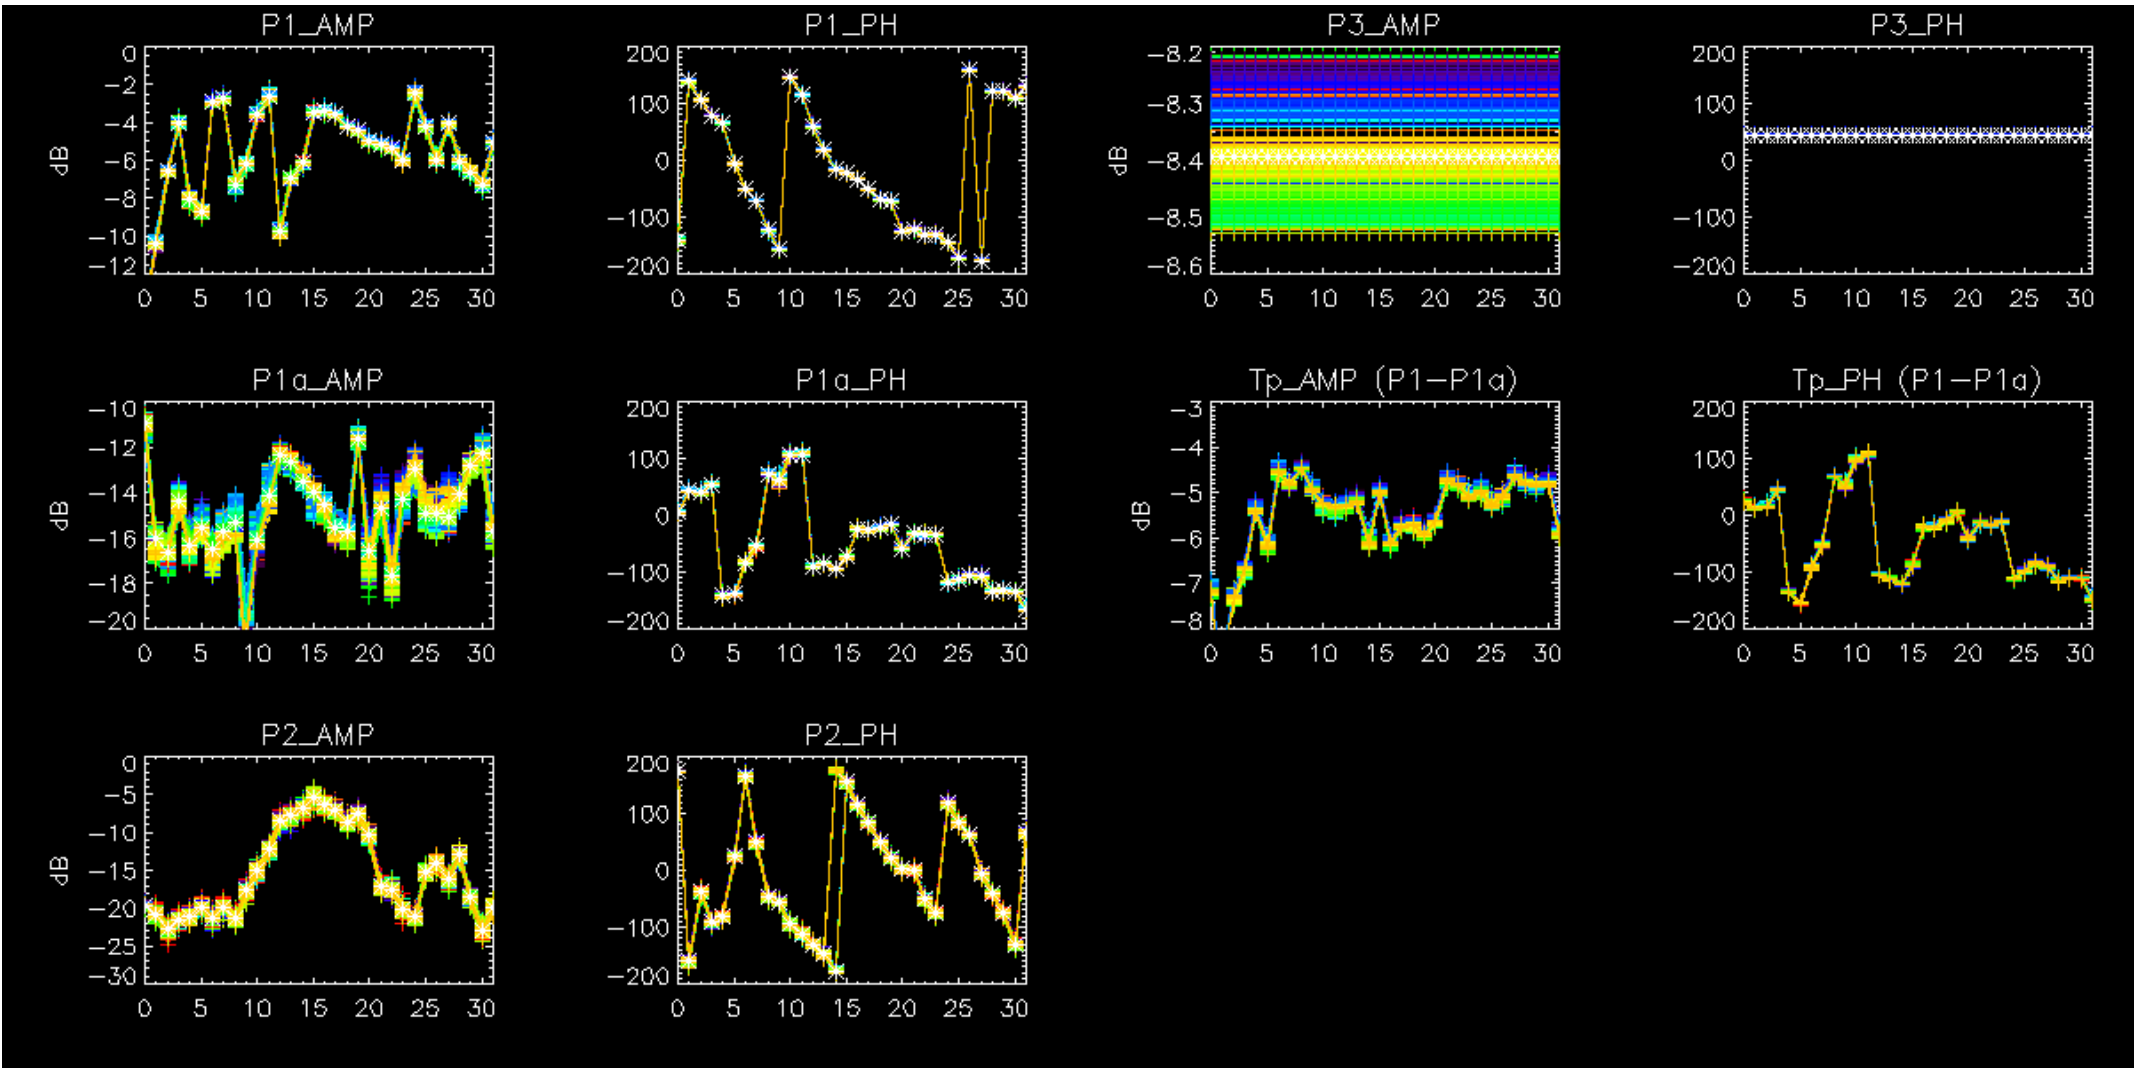 P1_AMP
P1_PH
P3_AMP
P3_PH
0
-2
-4
-6
-8
-10
-12
dB
0 5 10 15 20 25 30
200
100
0
-100
-200
0 5 10 15 20 25 30
-8.2
-8.3
-8.4
-8.5
-8.6
dB
0 5 10 15 20 25 30
200
100
0
-100
-200
0 5 10 15 20 25 30
P1a_AMP
P1a_PH
Tp_AMP (P1-P1a)
Tp_PH (P1-P1a)
-10
-12
-14
-16
-18
-20
dB
0 5 10 15 20 25 30
200
100
0
-100
-200
0 5 10 15 20 25 30
-3
-4
-5
-6
-7
-8
dB
0 5 10 15 20 25 30
200
100
0
-100
-200
0 5 10 15 20 25 30
P2_AMP
P2_PH
0
-5
-10
-15
-20
-25
-30
dB
0 5 10 15 20 25 30
200
100
0
-100
-200
0 5 10 15 20 25 30